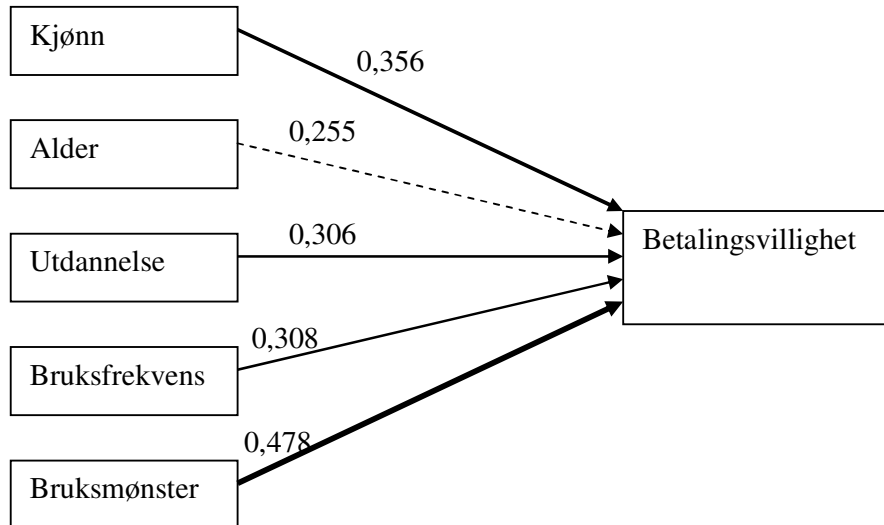 Kjønn
0,356
Alder
0,255
Utdannelse
0,306
Betalingsvillighet
Bruksfrekvens
0,308
Bruksmønster
0,478